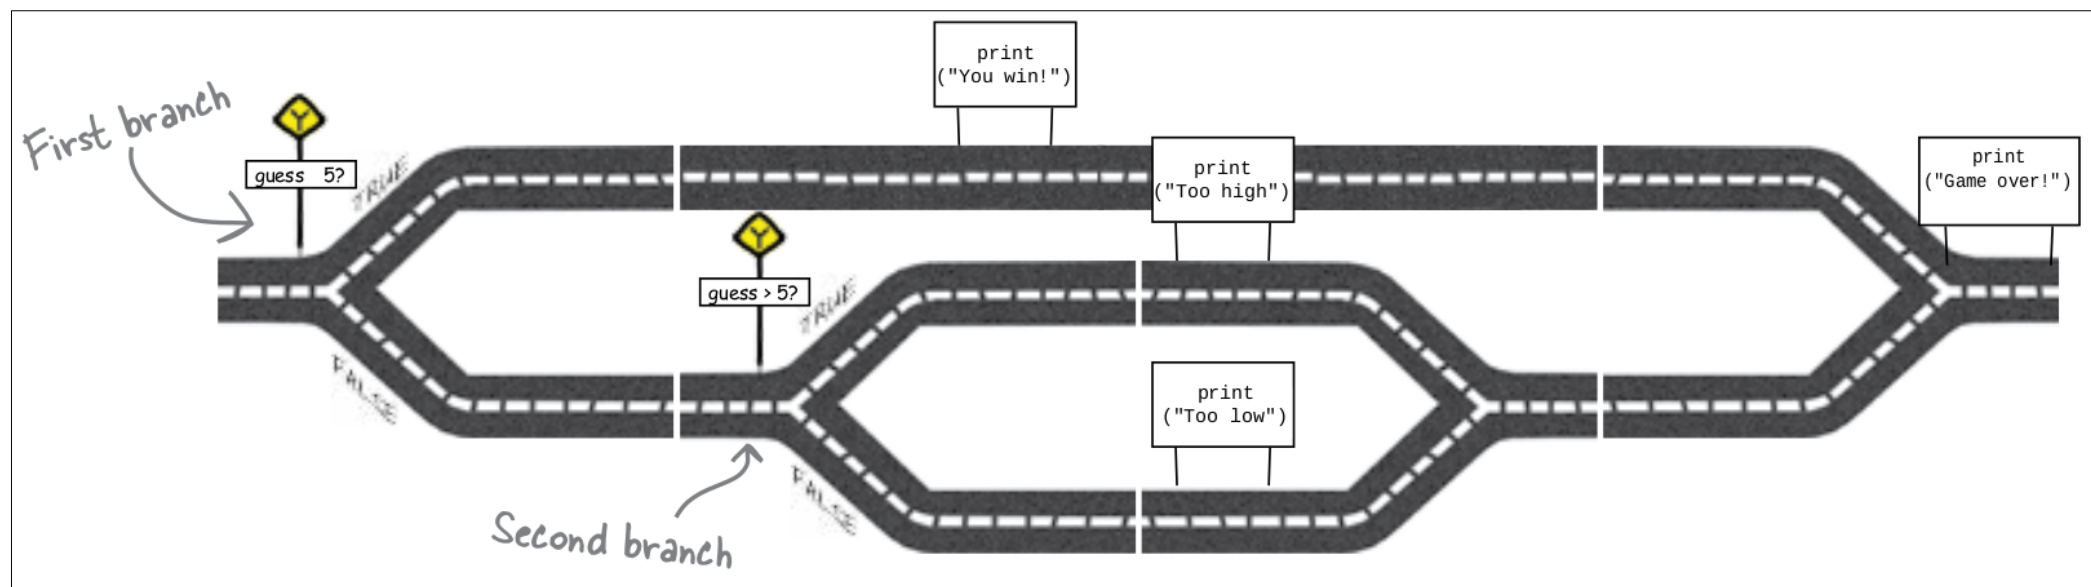 First branch
guess 5?
TRUE
FALSE
print
("You win!")
guess > 5?
TRUE
FALSE
Second branch
print
("Too high")
print
("Too low")
print
("Game over!")